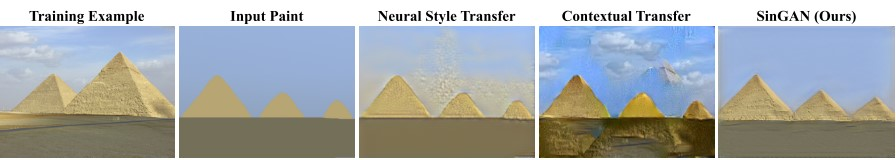 Training Example
Input Paint
Neural Style Transfer
Contextual Transfer
SinGAN (Ours)